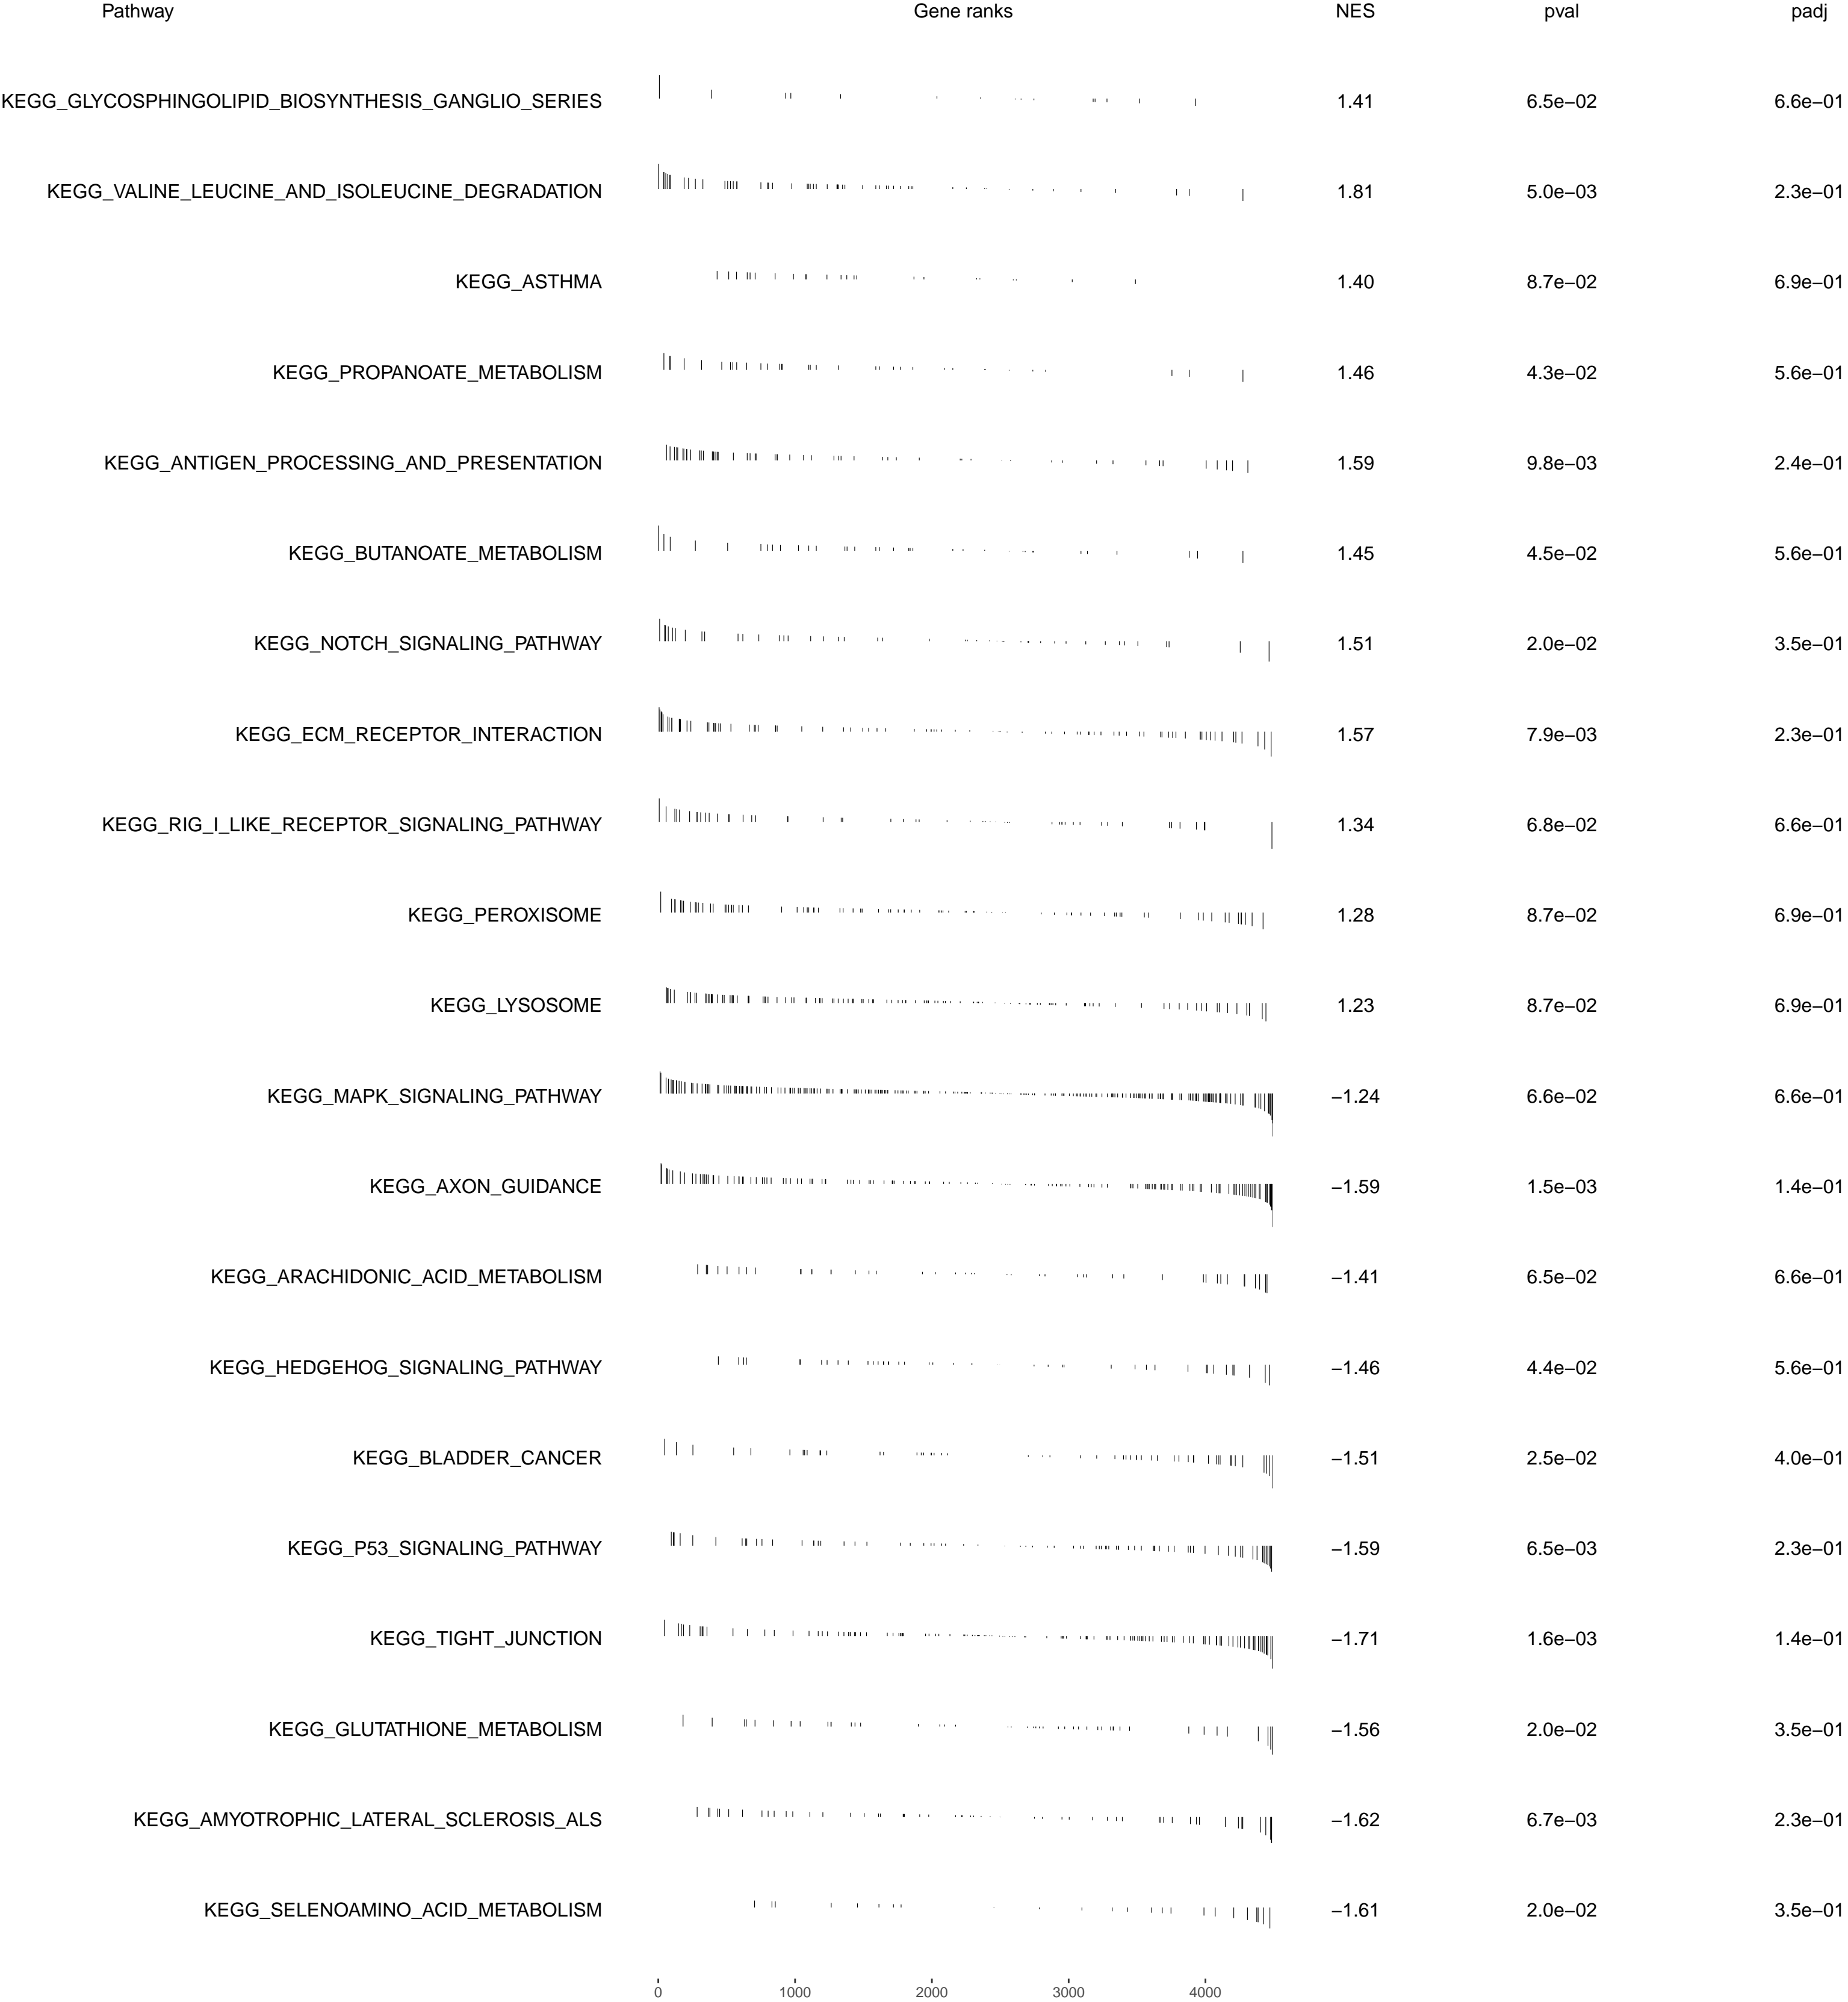 Pathway Gene ranks NES pval padj
KEGG_GLYCOSPHINGOLIPID_BIOSYNTHESIS_GANGLIO_SERIES 1.41 6.5e−02 6.6e−01
KEGG_VALINE_LEUCINE_AND_ISOLEUCINE_DEGRADATION 1.81 5.0e−03 2.3e−01
KEGG_ASTHMA 1.40 8.7e−02 6.9e−01
KEGG_PROPANOATE_METABOLISM 1.46 4.3e−02 5.6e−01
KEGG_ANTIGEN_PROCESSING_AND_PRESENTATION 1.59 9.8e−03 2.4e−01
KEGG_BUTANOATE_METABOLISM 1.45 4.5e−02 5.6e−01
KEGG_NOTCH_SIGNALING_PATHWAY 1.51 2.0e−02 3.5e−01
KEGG_ECM_RECEPTOR_INTERACTION 1.57 7.9e−03 2.3e−01
KEGG_RIG_I_LIKE_RECEPTOR_SIGNALING_PATHWAY 1.34 6.8e−02 6.6e−01
KEGG_PEROXISOME 1.28 8.7e−02 6.9e−01
KEGG_LYSOSOME 1.23 8.7e−02 6.9e−01
KEGG_MAPK_SIGNALING_PATHWAY −1.24 6.6e−02 6.6e−01
KEGG_AXON_GUIDANCE −1.59 1.5e−03 1.4e−01
KEGG_ARACHIDONIC_ACID_METABOLISM −1.41 6.5e−02 6.6e−01
KEGG_HEDGEHOG_SIGNALING_PATHWAY −1.46 4.4e−02 5.6e−01
KEGG_BLADDER_CANCER −1.51 2.5e−02 4.0e−01
KEGG_P53_SIGNALING_PATHWAY −1.59 6.5e−03 2.3e−01
KEGG_TIGHT_JUNCTION −1.71 1.6e−03 1.4e−01
KEGG_GLUTATHIONE_METABOLISM −1.56 2.0e−02 3.5e−01
KEGG_AMYOTROPHIC_LATERAL_SCLEROSIS_ALS −1.62 6.7e−03 2.3e−01
KEGG_SELENOAMINO_ACID_METABOLISM −1.61 2.0e−02 3.5e−01
0 1000 2000 3000 4000